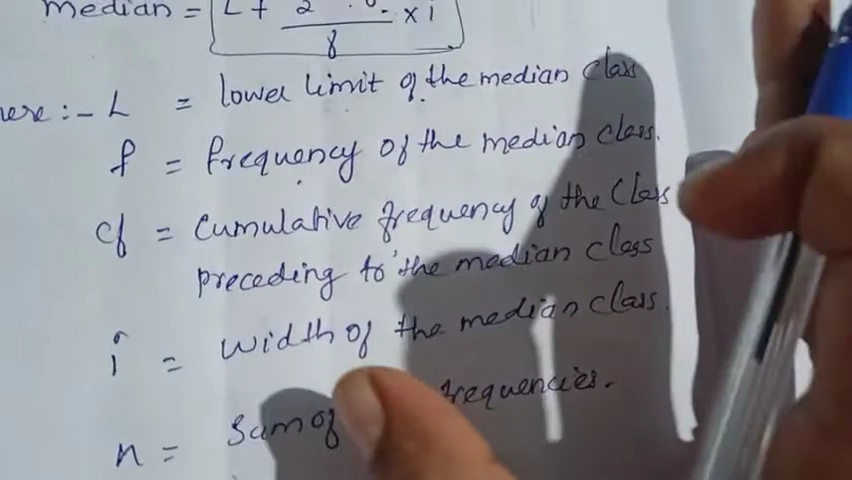 median = L + 2 × i
f
:- L = lower limit of the median class
f = frequency of the median class.
cf = Cumulative frequency of the Class
preceding to the median class
i = Width of the median class.
n = Sum of frequencies.